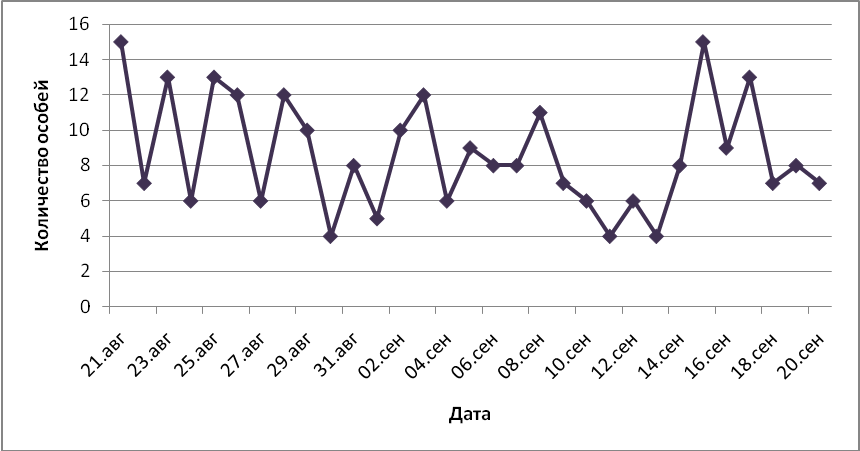 Количество особей
16
14
12
10
8
6
4
2
0
21.авг
23.авг
25.авг
27.авг
29.авг
31.авг
02.сен
04.сен
06.сен
08.сен
10.сен
12.сен
14.сен
16.сен
18.сен
20.сен
Дата